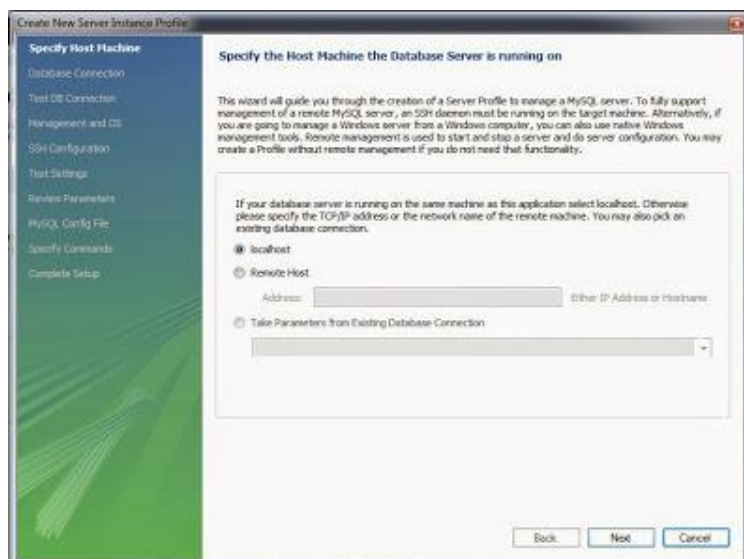 Create New Server Instance Profile
Specify Host Machine
Database Connection
Test DB Connection
Management and OS
SSH Configuration
Test Settings
Review Parameters
MySQL Config File
Specify Commands
Complete Setup
Specify the Host Machine the Database Server is running on
This wizard will guide you through the creation of a Server Profile to manage a MySQL server. To fully support
management of a remote MySQL server, an SSH daemon must be running on the target machine. Alternatively, if
you are going to manage a Windows server from a Windows computer, you can also use native Windows
management tools. Remote management is used to start and stop a server and do server configuration. You may
create a Profile without remote management if you do not need that functionality.
If your database server is running on the same machine as this application select localhost. Otherwise
please specify the TCP/IP address or the network name of the remote machine. You may also pick an
existing database connection.
localhost
Remote Host
Address: Either IP Address or Hostname
Take Parameters from Existing Database Connection
Back Next Cancel